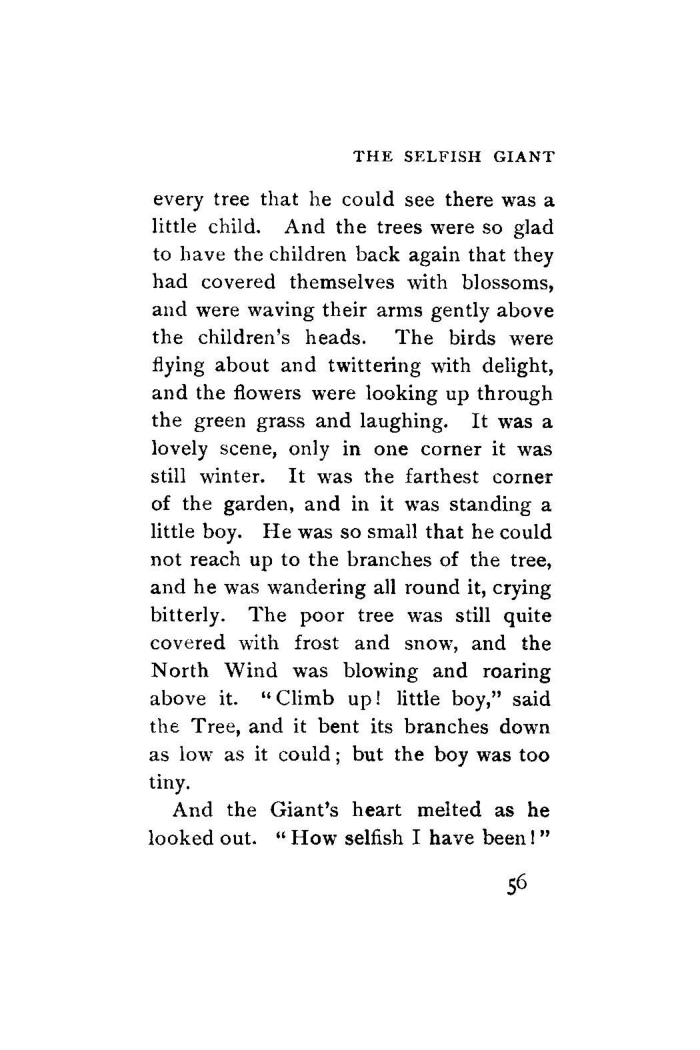 THE SELFISH GIANT
every tree that he could see there was a
little child. And the trees were so glad
to have the children back again that they
had covered themselves with blossoms,
and were waving their arms gently above
the children's heads. The birds were
flying about and twittering with delight,
and the flowers were looking up through
the green grass and laughing. It was a
lovely scene, only in one corner it was
still winter. It was the farthest corner
of the garden, and in it was standing a
little boy. He was so small that he could
not reach up to the branches of the tree,
and he was wandering all round it, crying
bitterly. The poor tree was still quite
covered with frost and snow, and the
North Wind was blowing and roaring
above it. "Climb up! little boy," said
the Tree, and it bent its branches down
as low as it could; but the boy was too
tiny.
And the Giant's heart melted as he
looked out. "How selfish I have been!"
56